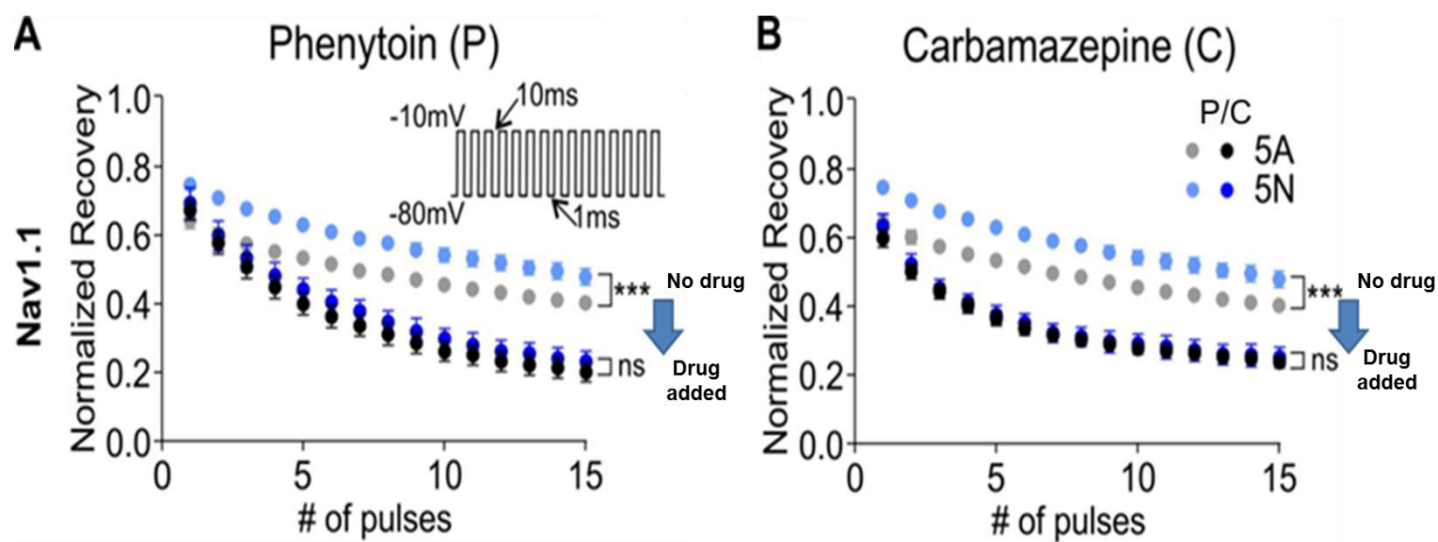 A
Phenytoin (P)
Normalized Recovery
Nav1.1
1.0
0.8
0.6
0.4
0.2
0.0
-10mV
10ms
-80mV
1ms
***
No drug
ns
Drug
added
0
5
10
15
# of pulses
B
Carbamazepine (C)
Normalized Recovery
1.0
0.8
0.6
0.4
0.2
0.0
P/C
5A
5N
***
No drug
ns
Drug
added
0
5
10
15
# of pulses